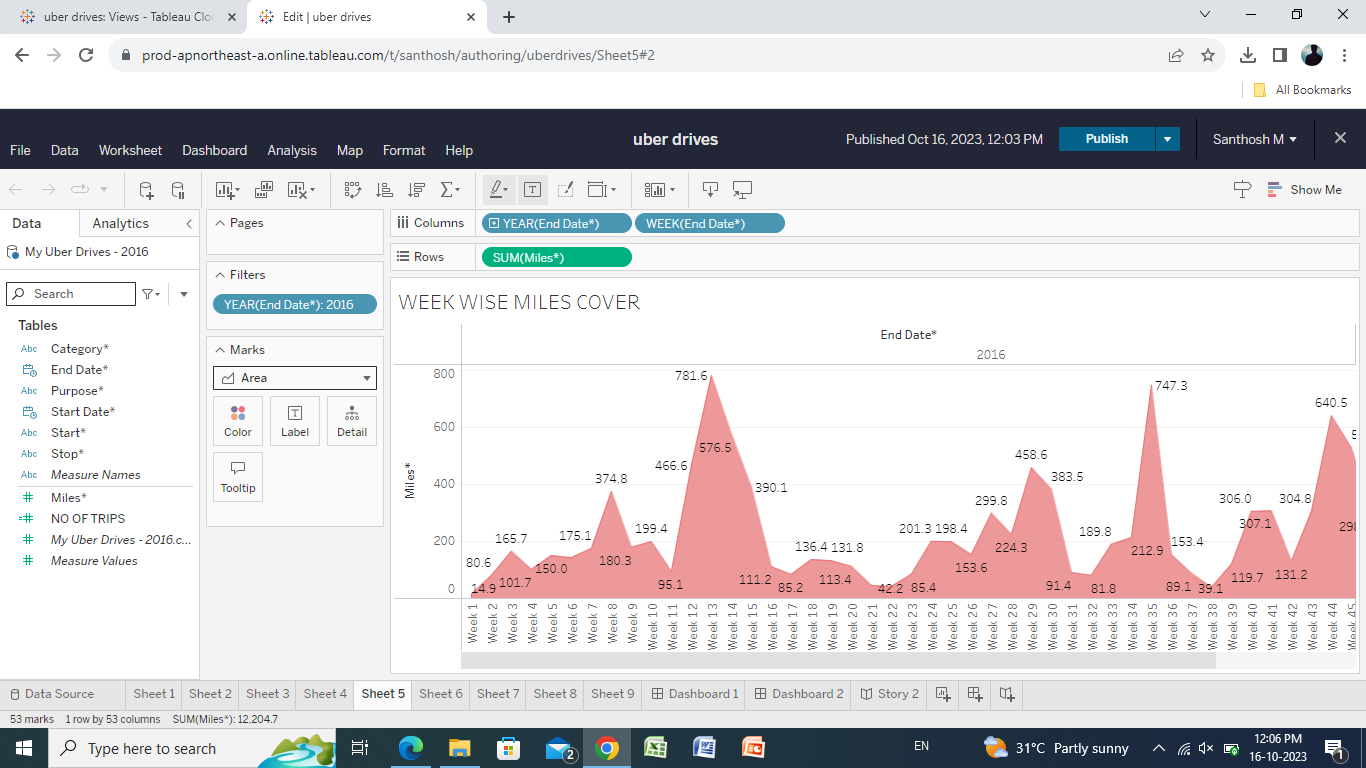 uber drives: Views - Tableau Clou
Edit | uber drives
prod-apnortheast-a.online.tableau.com/t/santhosh/authoring/uberdrives/Sheet5#2
All Bookmarks
uber drives
Published Oct 16, 2023, 12:03 PM
Publish
Santhosh M
File Data Worksheet Dashboard Analysis Map Format Help
Show Me
Data Analytics
My Uber Drives - 2016
Search
Tables
Abc Category*
End Date*
Abc Purpose*
Start Date*
Abc Start*
Abc Stop*
Abc Measure Names
Miles*
NO OF TRIPS
My Uber Drives - 2016.c...
Measure Values
Pages
Filters
YEAR(End Date*): 2016
Marks
Area
Color Label Detail
Tooltip
Columns YEAR(End Date*) WEEK(End Date*)
Rows SUM(Miles*)
WEEK WISE MILES COVER
End Date*
2016
Miles*
800
600
400
200
0
14.9
80.6
165.7
101.7
150.0
175.1
374.8
180.3
199.4
95.1
466.6
781.6
576.5
390.1
111.2
85.2
136.4
131.8
113.4
42.2
85.4
201.3
198.4
153.6
299.8
224.3
458.6
383.5
91.4
81.8
189.8
212.9
747.3
153.4
89.1
39.1
119.7
306.0
307.1
131.2
304.8
640.5
Week 1
Week 2
Week 3
Week 4
Week 5
Week 6
Week 7
Week 8
Week 9
Week 10
Week 11
Week 12
Week 13
Week 14
Week 15
Week 16
Week 17
Week 18
Week 19
Week 20
Week 21
Week 22
Week 23
Week 24
Week 25
Week 26
Week 27
Week 28
Week 29
Week 30
Week 31
Week 32
Week 33
Week 34
Week 35
Week 36
Week 37
Week 38
Week 39
Week 40
Week 41
Week 42
Week 43
Week 44
Week 45
Data Source Sheet 1 Sheet 2 Sheet 3 Sheet 4 Sheet 5 Sheet 6 Sheet 7 Sheet 8 Sheet 9 Dashboard 1 Dashboard 2 Story 2
53 marks 1 row by 53 columns SUM(Miles*): 12,204.7
Type here to search
2
EN
31°C Partly sunny
12:06 PM
16-10-2023
1